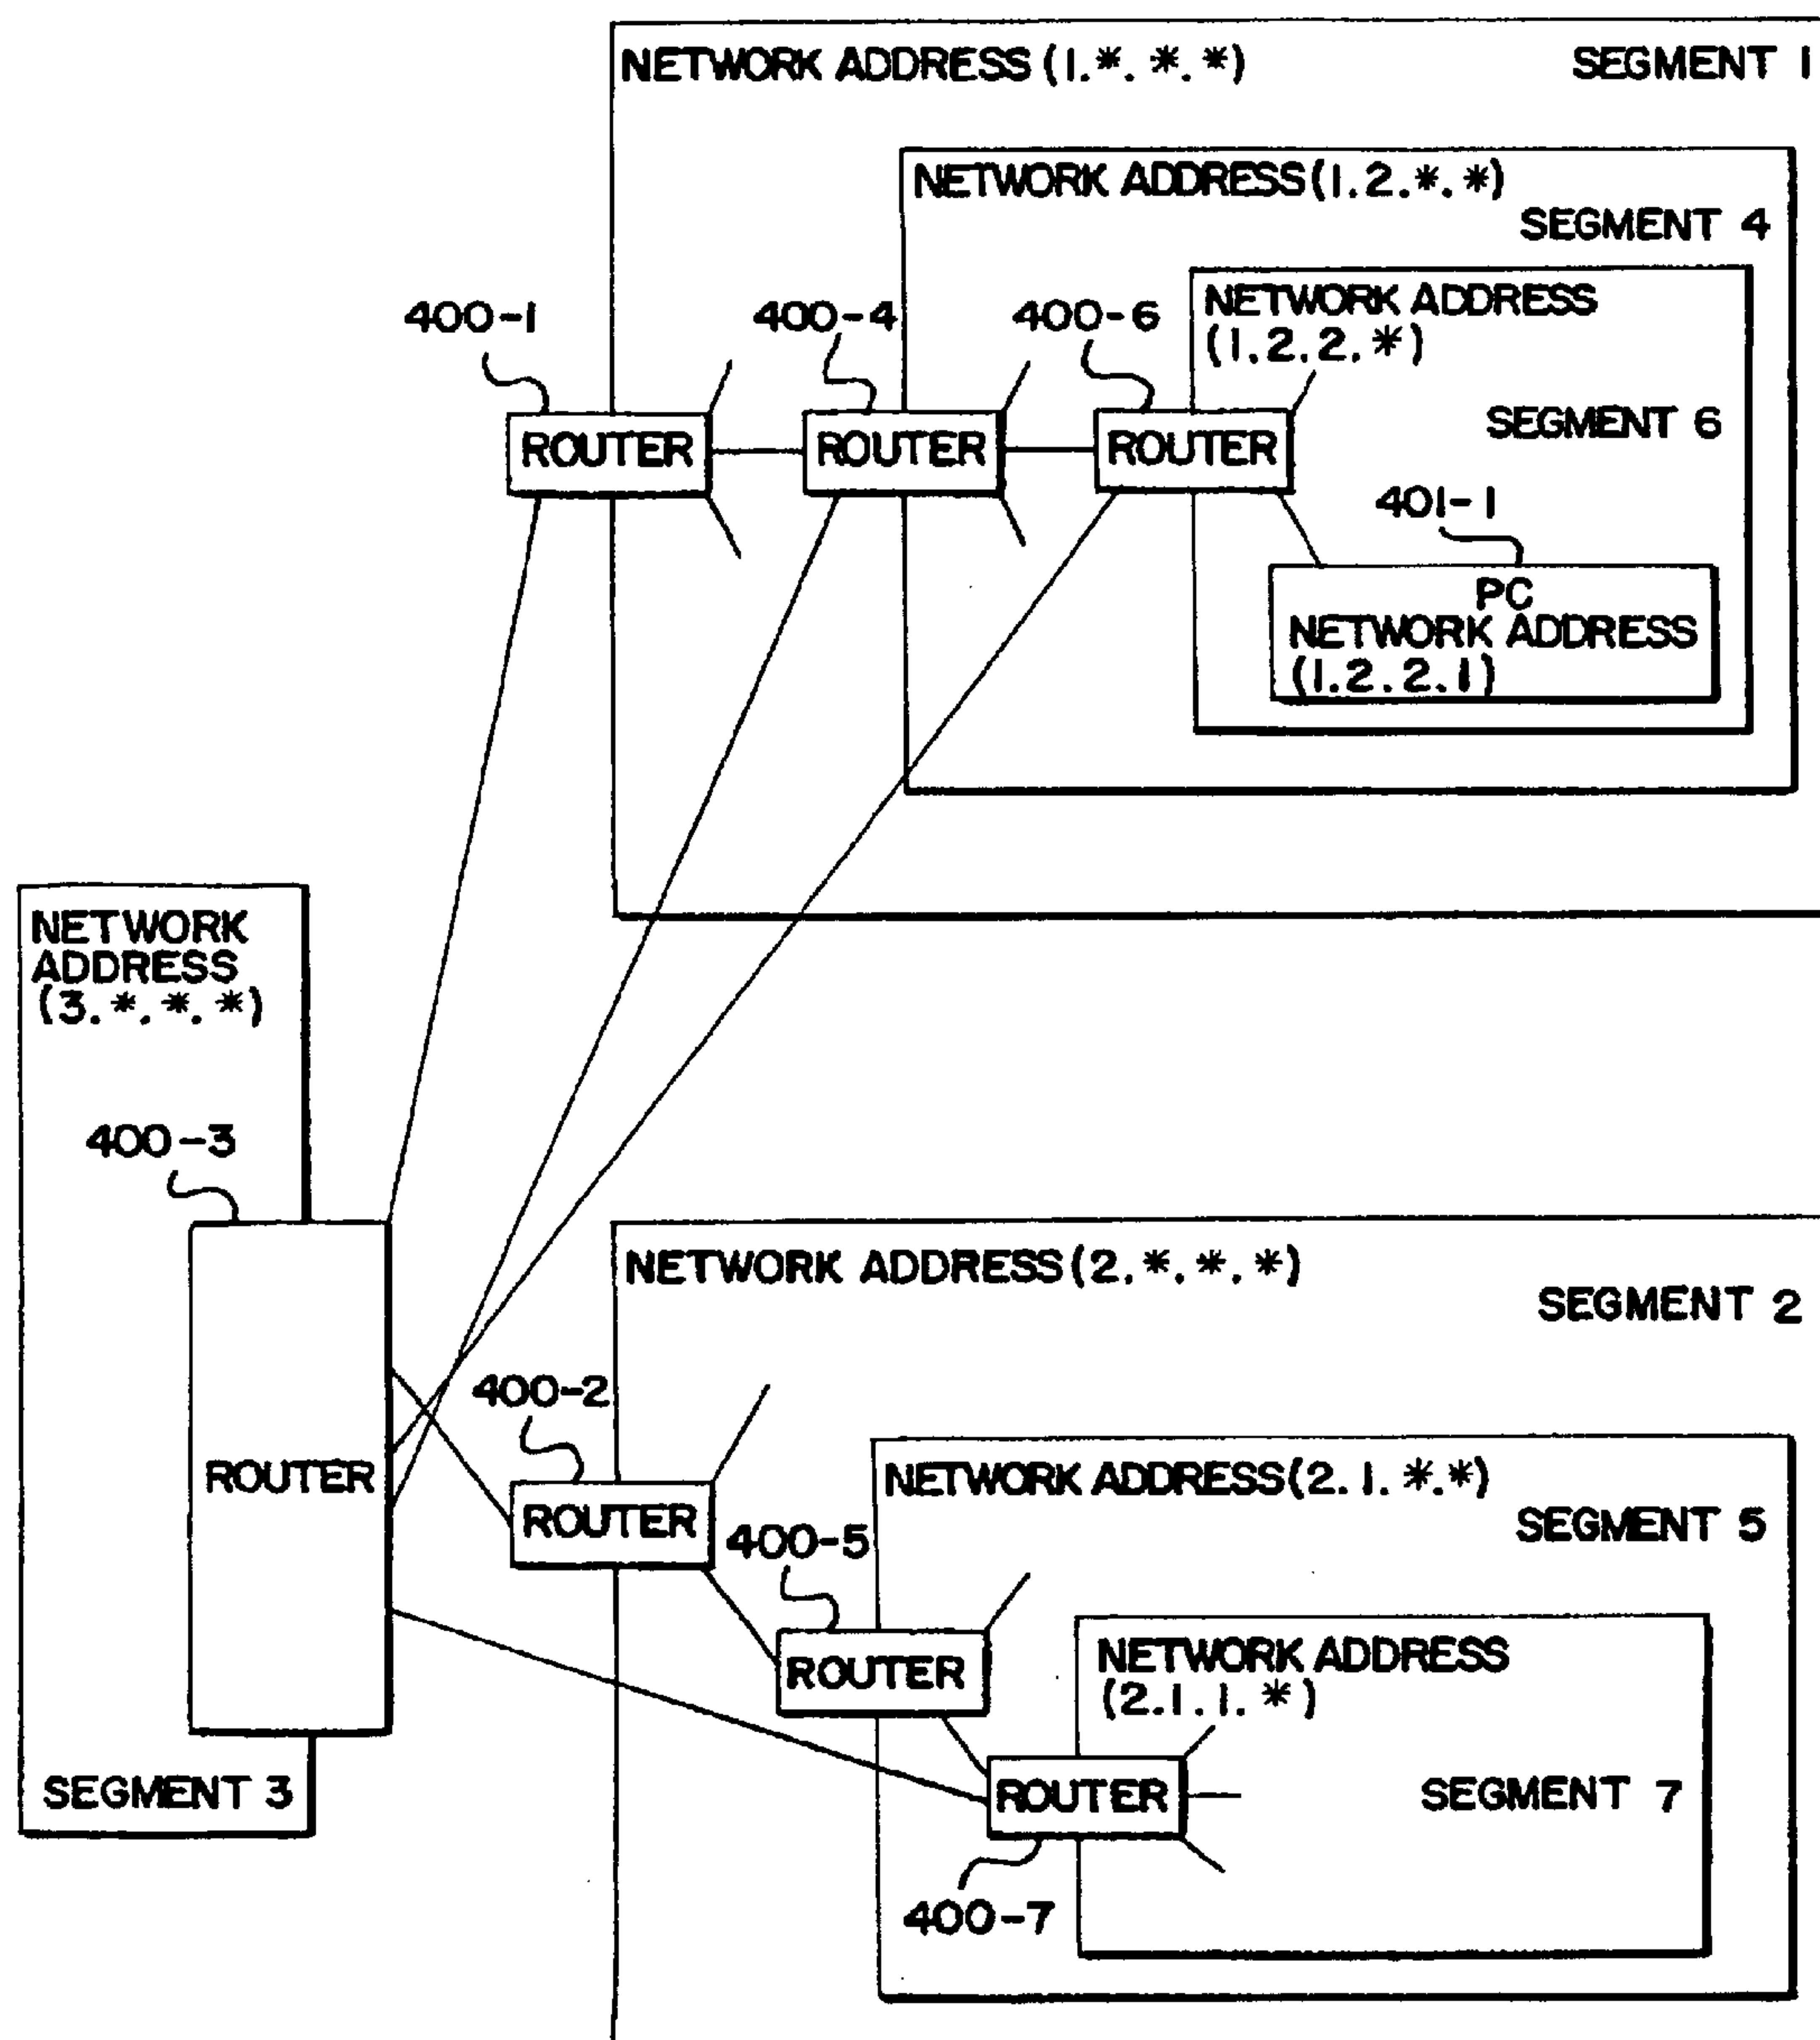 NETWORK ADDRESS (1.*.*.*)
SEGMENT 1
NETWORK ADDRESS (1.2.*.*)
SEGMENT 4
NETWORK ADDRESS
(1.2.2.*)
SEGMENT 6
400-1
400-4
400-6
ROUTER
ROUTER
ROUTER
401-1
PC
NETWORK ADDRESS
(1.2.2.1)
NETWORK
ADDRESS
(3.*.*.*)
400-3
ROUTER
SEGMENT 3
NETWORK ADDRESS (2.*.*.*)
SEGMENT 2
400-2
ROUTER
NETWORK ADDRESS (2.1.*.*)
SEGMENT 5
400-5
ROUTER
NETWORK ADDRESS
(2.1.1.*)
ROUTER
SEGMENT 7
400-7